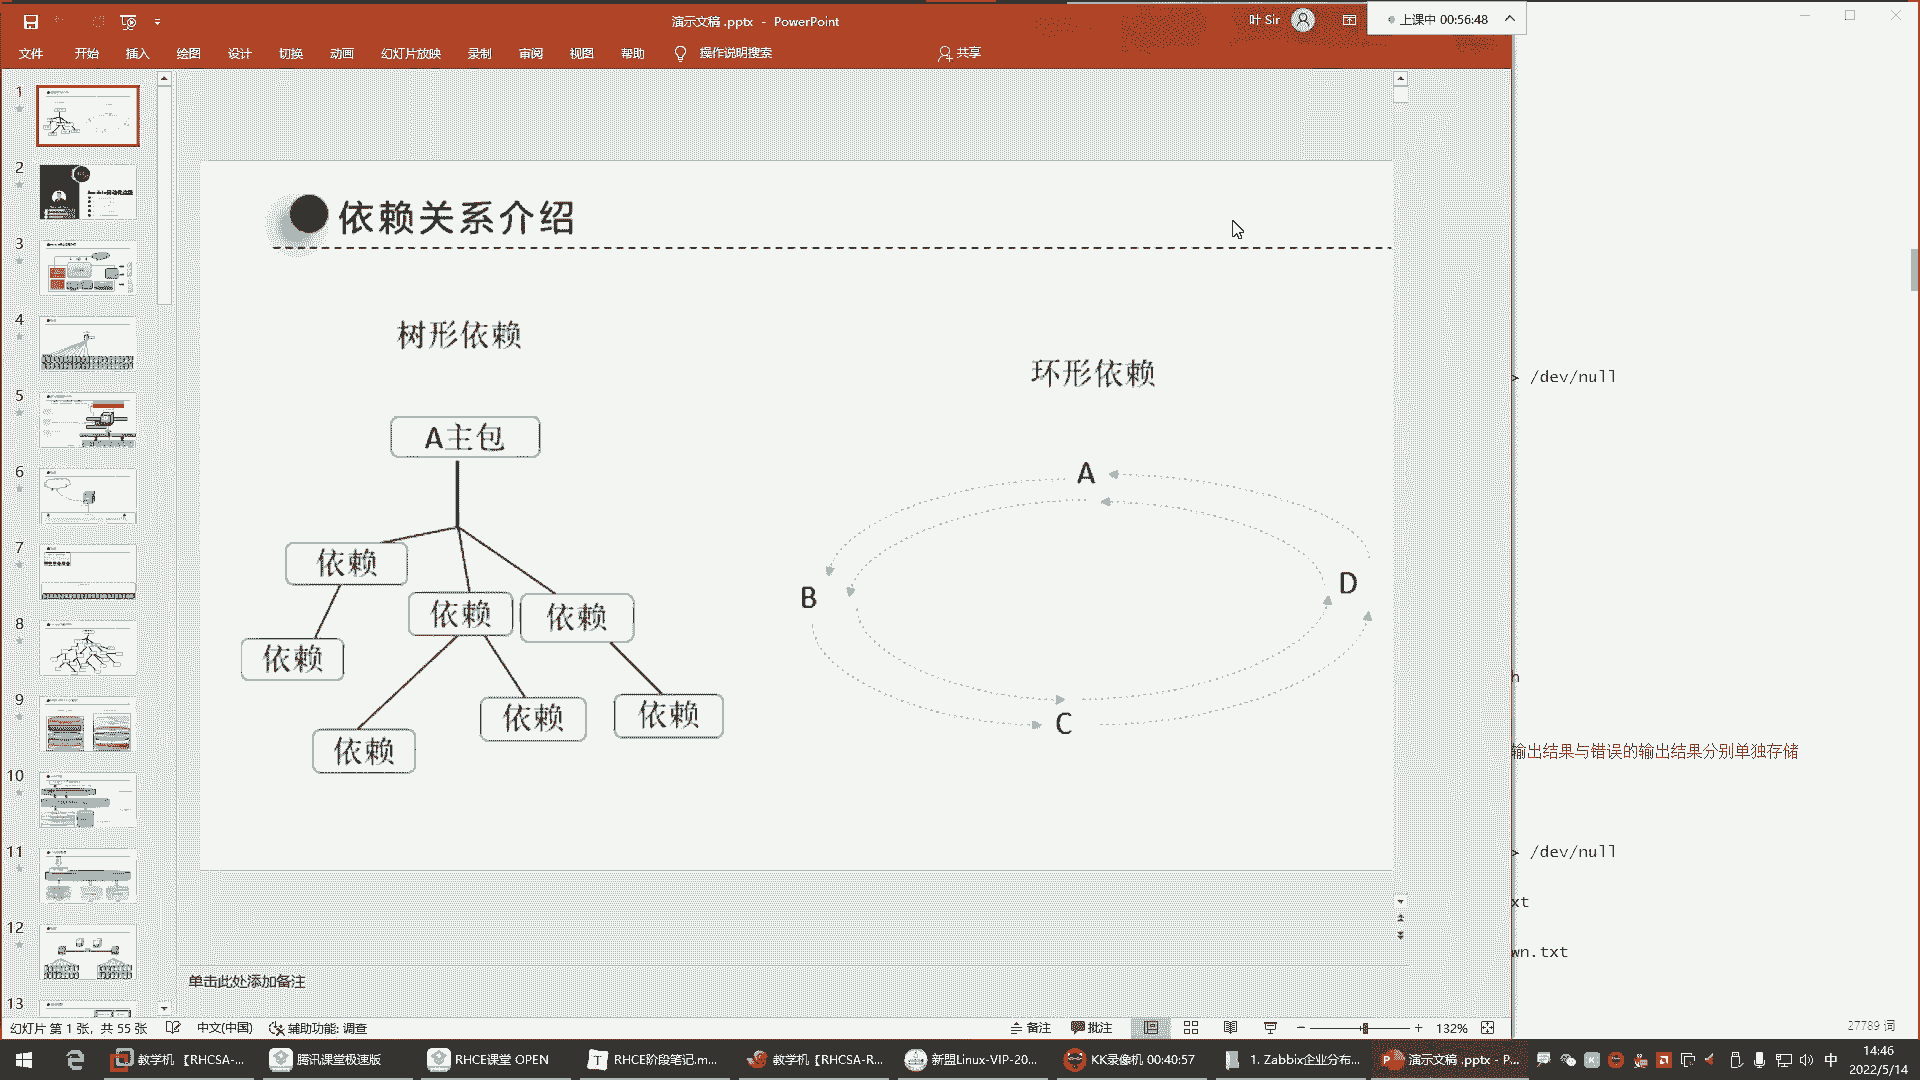 演示文稿 .pptx - PowerPoint
叶 Sir
上课中 00:56:48
文件 开始 插入 绘图 设计 切换 动画 幻灯片放映 录制 审阅 视图 帮助 操作说明搜索 共享
1
2
3
4
5
6
7
8
9
10
11
12
13
依赖关系介绍
树形依赖
环形依赖
A主包
依赖
依赖
依赖
依赖
依赖
依赖
依赖
A
B
D
C
> /dev/null
h
输出结果与错误的输出结果分别单独存储
> /dev/null
xt
wn.txt
27789 词
单击此处添加备注
幻灯片 第 1 张，共 55 张 中文(中国) 辅助功能: 调查 备注 批注 132%
教学机【RHCSA-... 腾讯课堂极速版 RHCE课堂 OPEN RHCE阶段笔记.m... 教学机【RHCSA-R... 新盟Linux-VIP-20... KK录像机 00:40:57 1. Zabbix企业分布... 演示文稿 .pptx - P... 中
14:46
2022/5/14